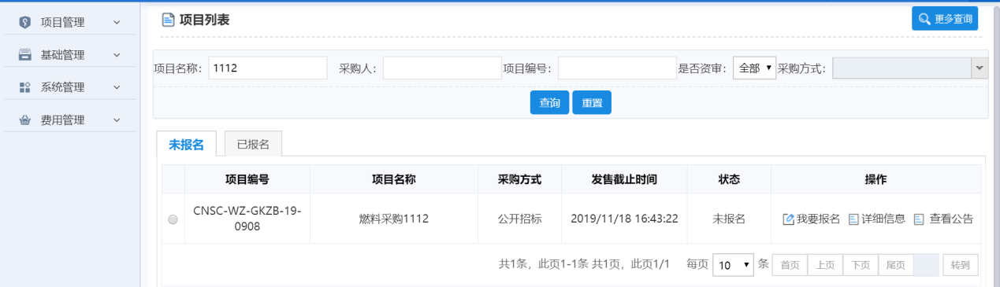 项目管理
基础管理
系统管理
费用管理
项目列表
更多查询
项目名称： 1112 采购人： 项目编号： 是否资审： 全部 采购方式：
查询 重置
未报名 已报名
项目编号 项目名称 采购方式 发售截止时间 状态 操作
CNSC-WZ-GKZB-19-
0908
燃料采购1112 公开招标 2019/11/18 16:43:22 未报名 我要报名 详细信息 查看公告
共1条，此页1-1条 共1页，此页1/1 每页 10 条 首页 上页 下页 尾页 转到